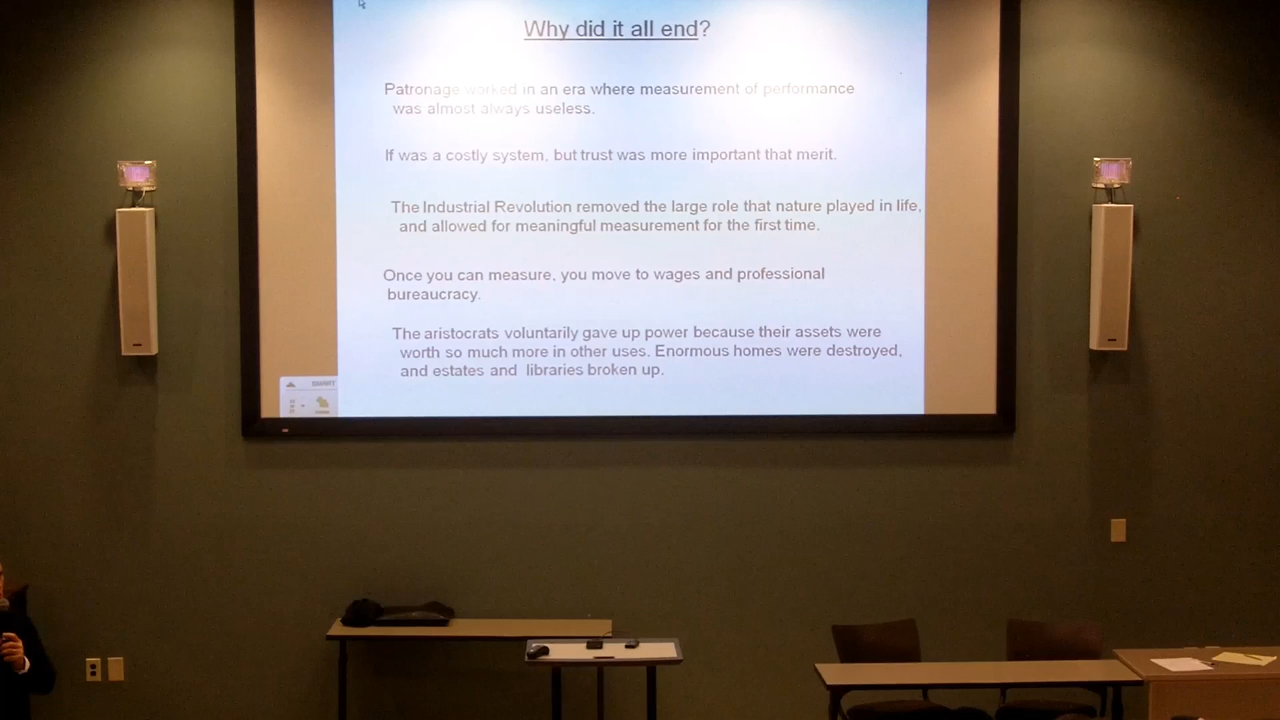 Why did it all end?
Patronage worked in an era where measurement of performance
was almost always useless.
If was a costly system, but trust was more important that merit.
The Industrial Revolution removed the large role that nature played in life,
and allowed for meaningful measurement for the first time.
Once you can measure, you move to wages and professional
bureaucracy.
The aristocrats voluntarily gave up power because their assets were
worth so much more in other uses. Enormous homes were destroyed,
and estates and libraries broken up.
SMART